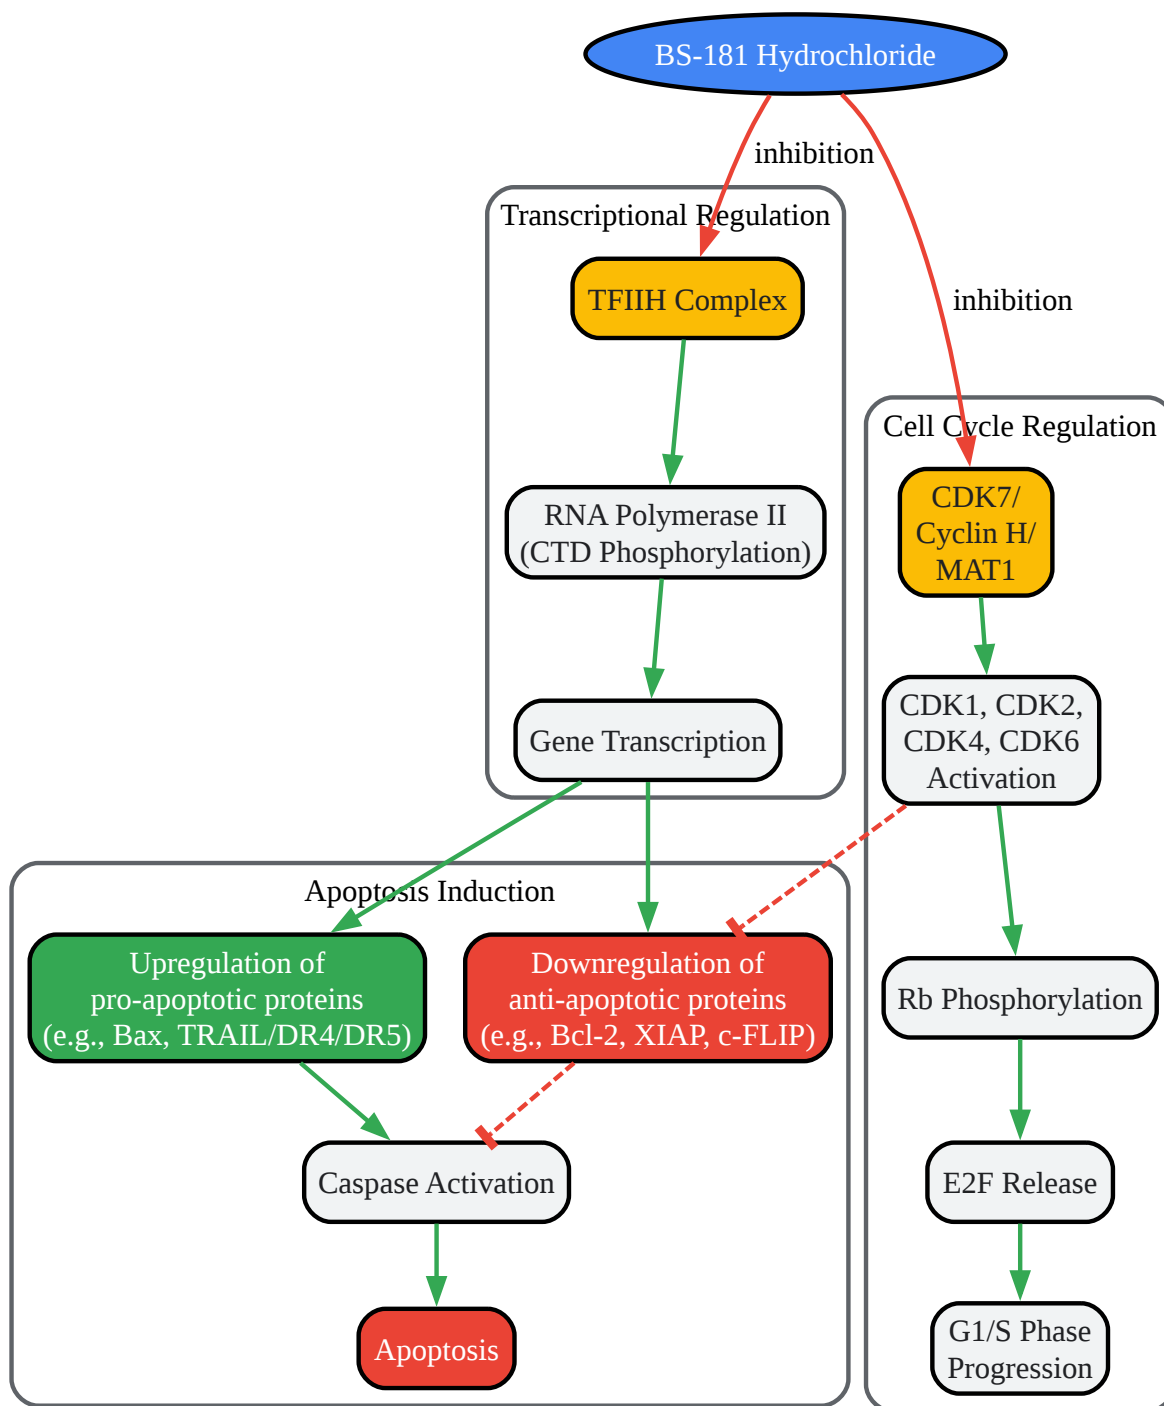 BS-181 Hydrochloride
inhibition
Transcriptional Regulation
TFIIH Complex
inhibition
Cell Cycle Regulation
RNA Polymerase II
(CTD Phosphorylation)
CDK7/
Cyclin H/
MAT1
Gene Transcription
CDK1, CDK2,
CDK4, CDK6
Activation
Apoptosis Induction
Upregulation of
pro-apoptotic proteins
(e.g., Bax, TRAIL/DR4/DR5)
Downregulation of
anti-apoptotic proteins
(e.g., Bcl-2, XIAP, c-FLIP)
Rb Phosphorylation
Caspase Activation
E2F Release
Apoptosis
G1/S Phase
Progression